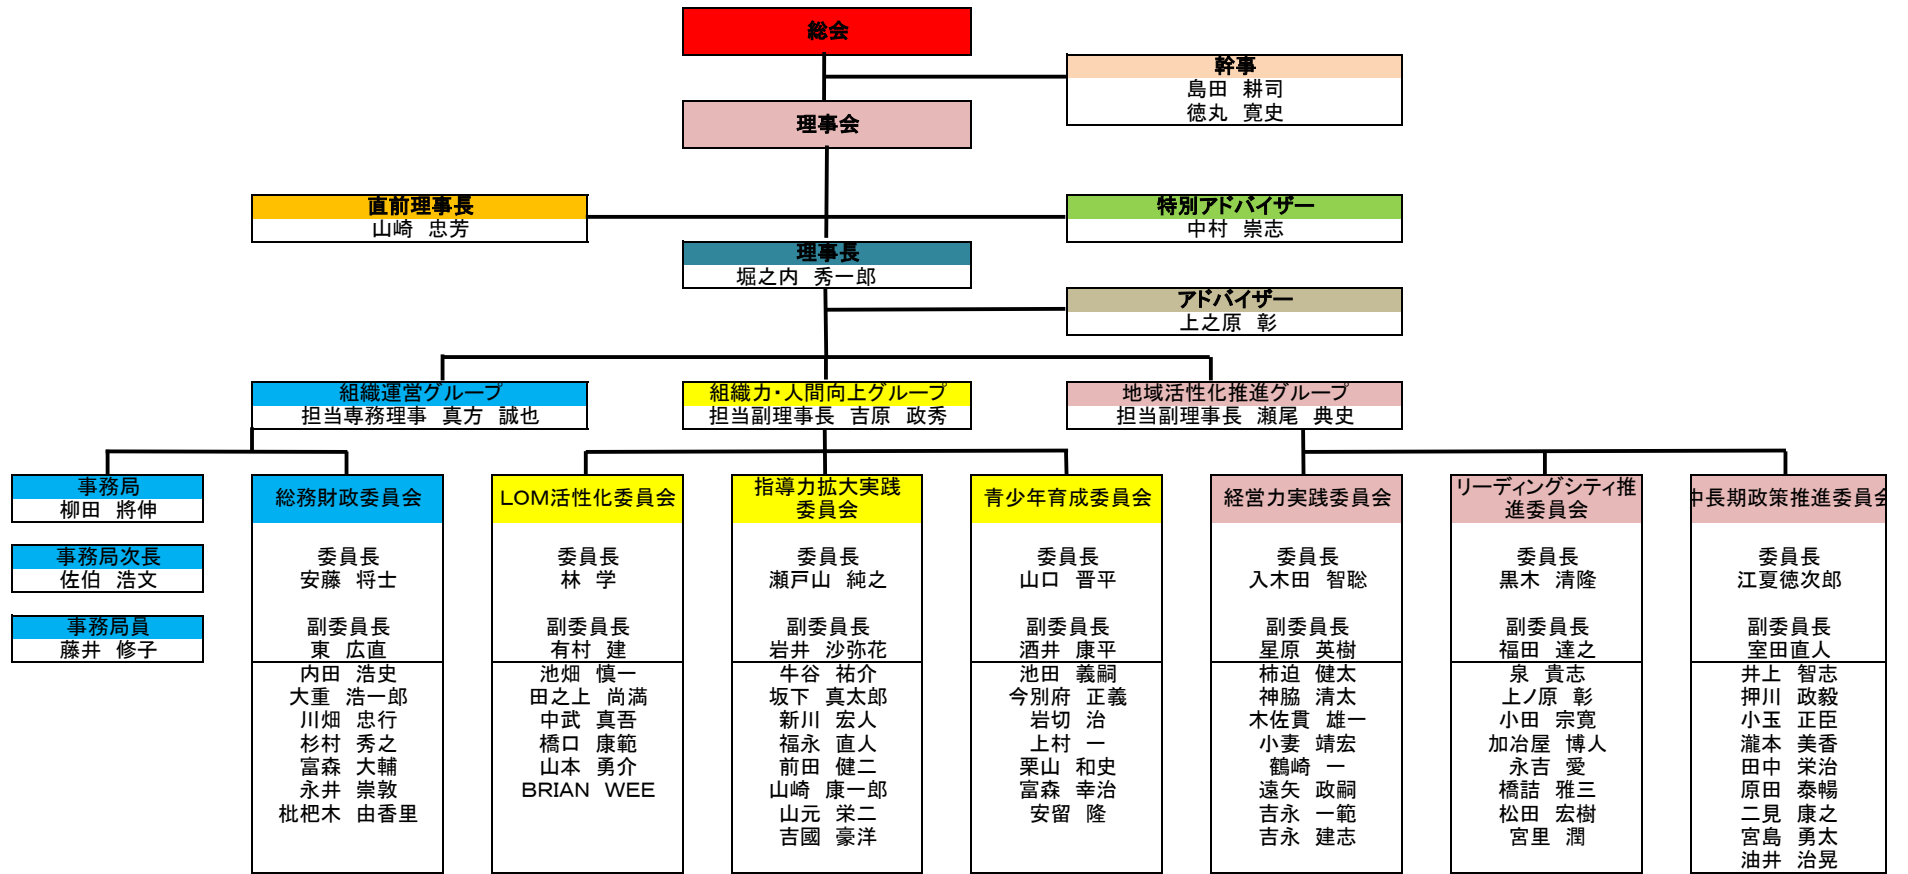 総会
幹事
島田 耕司
徳丸 寛史
理事会
直前理事長
山崎 忠芳
特別アドバイザー
中村 崇志
理事長
堀之内 秀一郎
アドバイザー
上之原 彰
組織運営グループ
担当専務理事 真方 誠也
組織力・人間向上グループ
担当副理事長 吉原 政秀
地域活性化推進グループ
担当副理事長 瀬尾 典史
事務局
柳田 將伸
事務局次長
佐伯 浩文
事務局員
藤井 修子
総務財政委員会
委員長
安藤 将士
副委員長
東 広直
内田 浩史
大重 浩一郎
川畑 忠行
杉村 秀之
富森 大輔
永井 崇敦
枇杷木 由香里
LOM活性化委員会
委員長
林 学
副委員長
有村 建
池畑 慎一
田之上 尚満
中武 真吾
橋口 康範
山本 勇介
BRIAN WEE
指導力拡大実践
委員会
委員長
瀬戸山 純之
副委員長
岩井 沙弥花
牛谷 祐介
坂下 真太郎
新川 宏人
福永 直人
前田 健二
山崎 康一郎
山元 栄二
吉國 豪洋
青少年育成委員会
委員長
山口 晋平
副委員長
酒井 康平
池田 義嗣
今別府 正義
岩切 治
上村 一
栗山 和史
富森 幸治
安留 隆
経営力実践委員会
委員長
入木田 智聡
副委員長
星原 英樹
柿迫 健太
神脇 清太
木佐貫 雄一
小妻 靖宏
鶴崎 一
遠矢 政嗣
吉永 一範
吉永 建志
リーディングシティ推
進委員会
委員長
黒木 清隆
副委員長
福田 達之
泉 貴志
上ノ原 彰
小田 宗寛
加治屋 博人
永吉 愛
橋詰 雅三
松田 宏樹
宮里 潤
中長期政策推進委員会
委員長
江夏徳次郎
副委員長
室田直人
井上 智志
押川 政毅
小玉 正臣
瀧本 美香
田中 栄治
原田 泰暢
二見 康之
宮島 勇太
油井 治晃